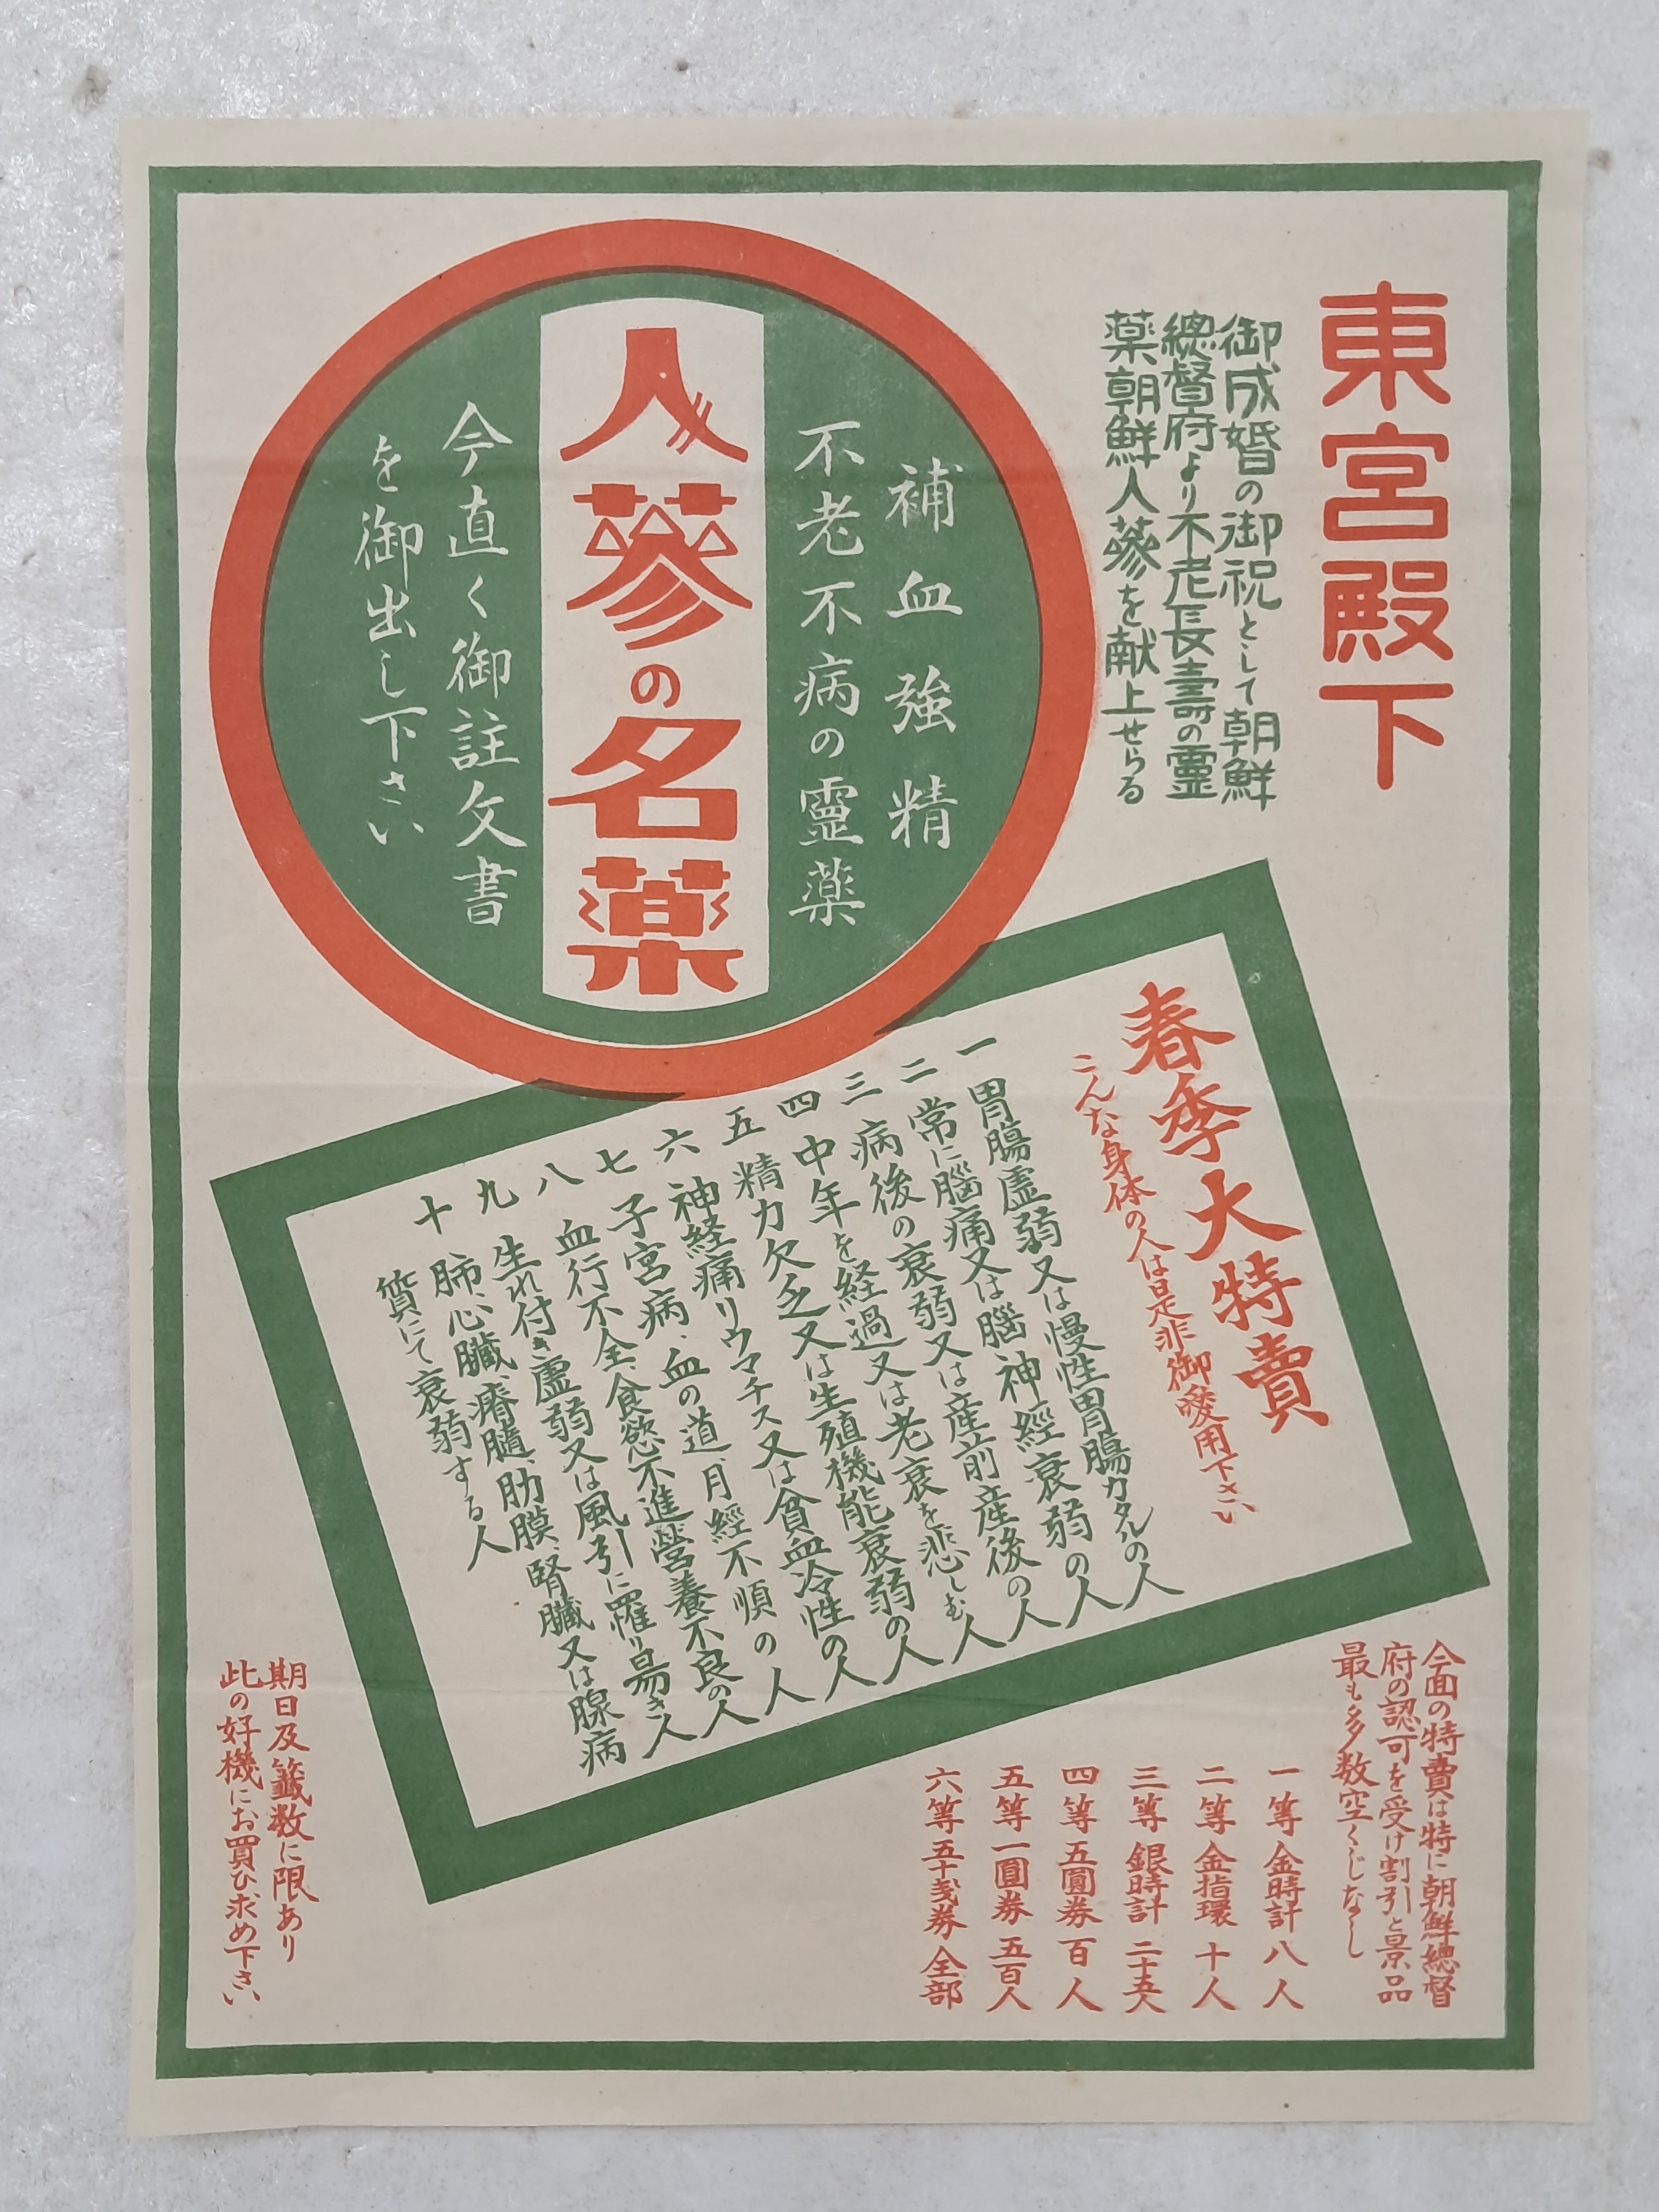 東宮殿下
御成婚の御祝として朝鮮
總督府より不老長壽の靈
薬朝鮮人蔘を献上せらる
補血強精
不老不病の靈薬
人蔘の名薬
今直く御註文書
を御出し下さい
春季大特賣
こんな身体の人は是非御愛用下さい
一 胃腸虚弱又は慢性胃腸カタルの人
二 常に腦痛又は腦神經衰弱の人
三 病後の衰弱又は産前産後の人
四 中年を経過又は老衰を悲しむ人
五 精力欠乏又は生殖機能衰弱の人
六 神経痛リウマチス又は貧血冷性の人
七 子宮病、血の道、月經不順の人
八 血行不全、食慾不進營養不良の人
九 生れ付き虚弱又は風引に罹り易き人
十 肺、心臓、脊髄、肋膜、腎臓又は腺病
質にて衰弱する人
今回の特賣は特に朝鮮總督
府の認可を受け割引と景品
最も多数空くじなし
一等 金時計 八人
二等 金指環 十人
三等 銀時計 二十五人
四等 五圓券 百人
五等 一圓券 五百人
六等 五十戔券 全部
期日及籤数に限あり
此の好機にお買ひ求め下さい